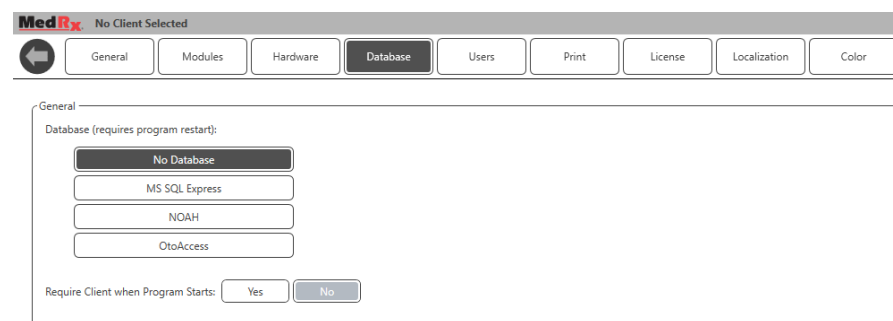 MedRx. No Client Selected
General Modules Hardware Database Users Print License Localization Color
General
Database (requires program restart):
No Database
MS SQL Express
NOAH
OtoAccess
Require Client when Program Starts: Yes No